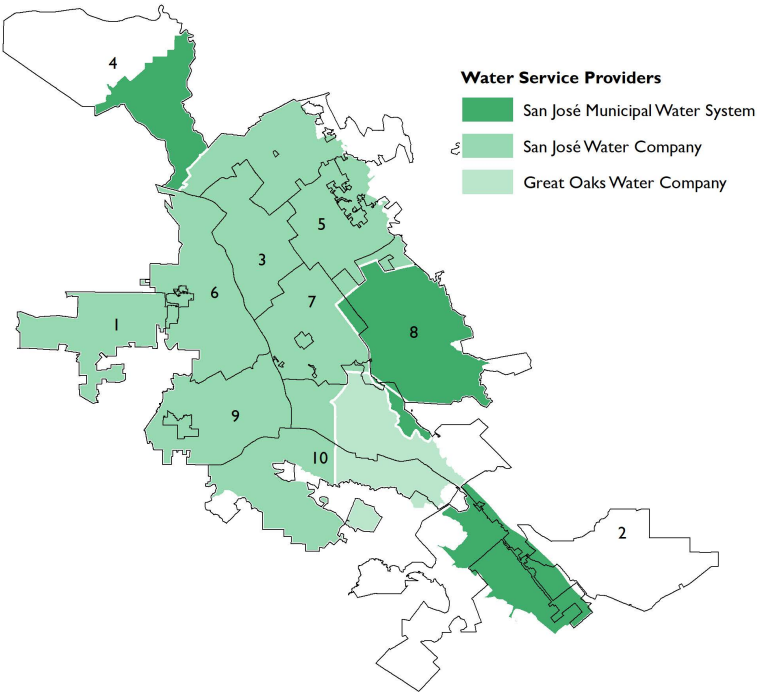 4
Water Service Providers
San José Municipal Water System
San José Water Company
Great Oaks Water Company
5
3
6
7
1
8
9
10
2